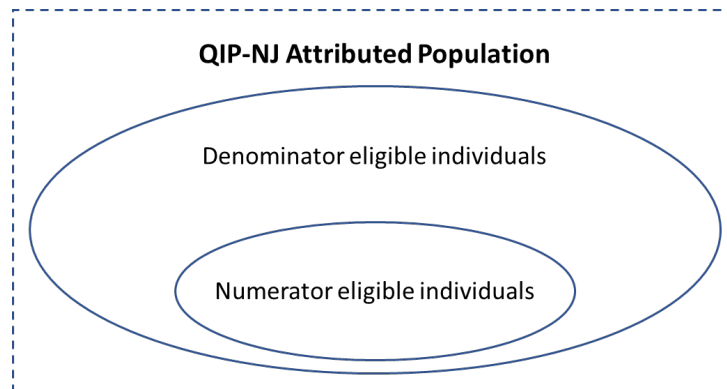 QIP-NJ Attributed Population
Denominator eligible individuals
Numerator eligible individuals